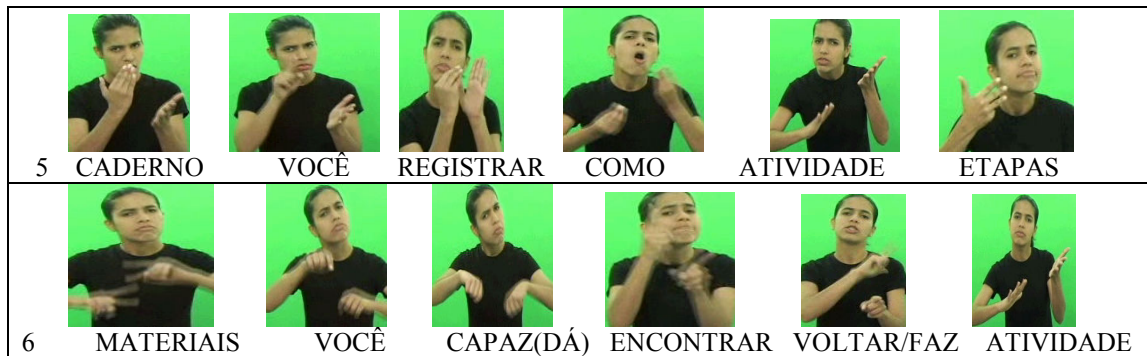 5 CADERNO VOCÊ REGISTRAR COMO ATIVIDADE ETAPAS
6 MATERIAIS VOCÊ CAPAZ(DÁ) ENCONTRAR VOLTAR/FAZ ATIVIDADE